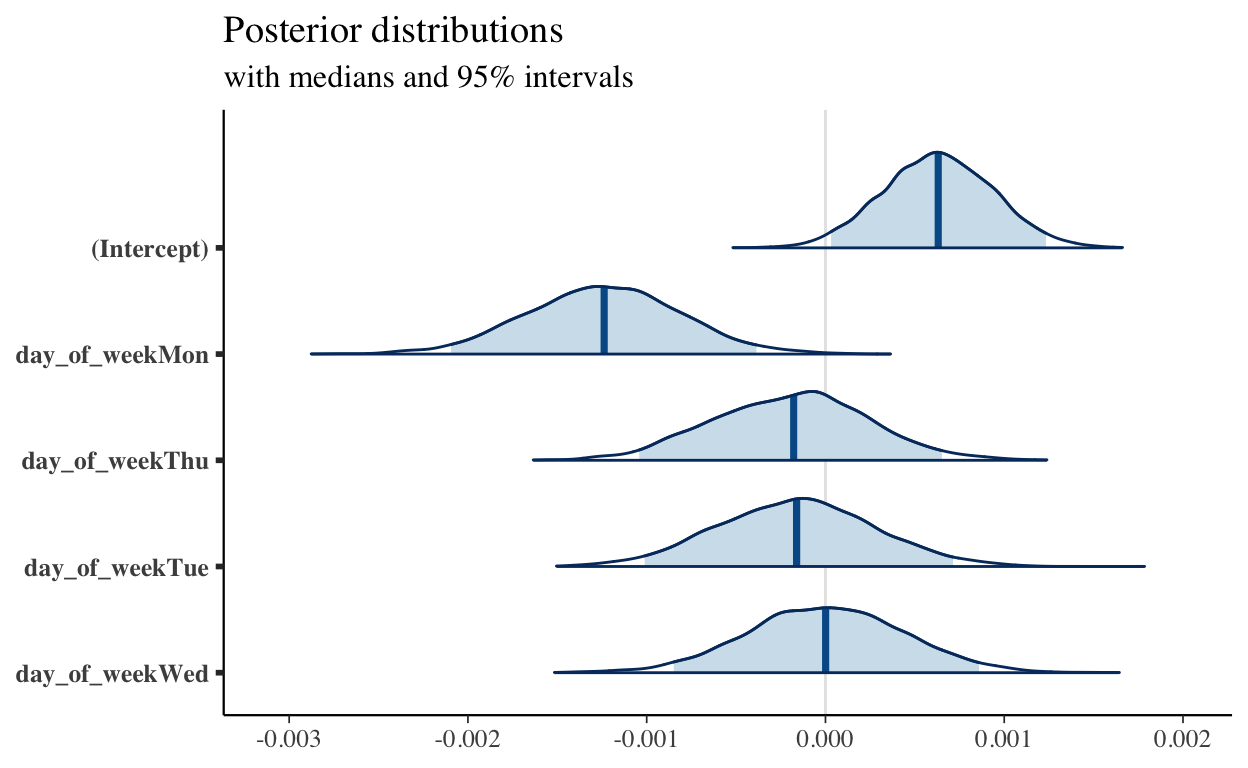 Posterior distributions
with medians and 95% intervals
(Intercept)
day_of_weekMon
day_of_weekThu
day_of_weekTue
day_of_weekWed
-0.003 -0.002 -0.001 0.000 0.001 0.002